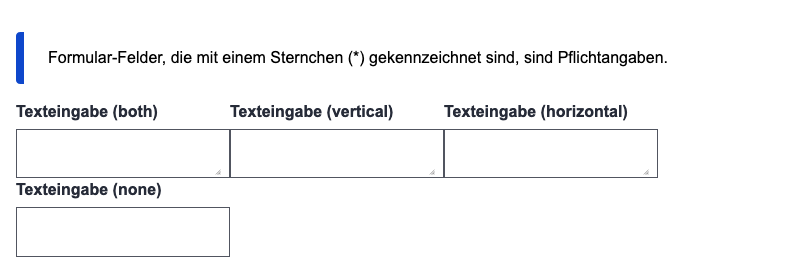 Formular-Felder, die mit einem Sternchen (*) gekennzeichnet sind, sind Pflichtangaben.
Texteingabe (both) Texteingabe (vertical) Texteingabe (horizontal)
Texteingabe (none)